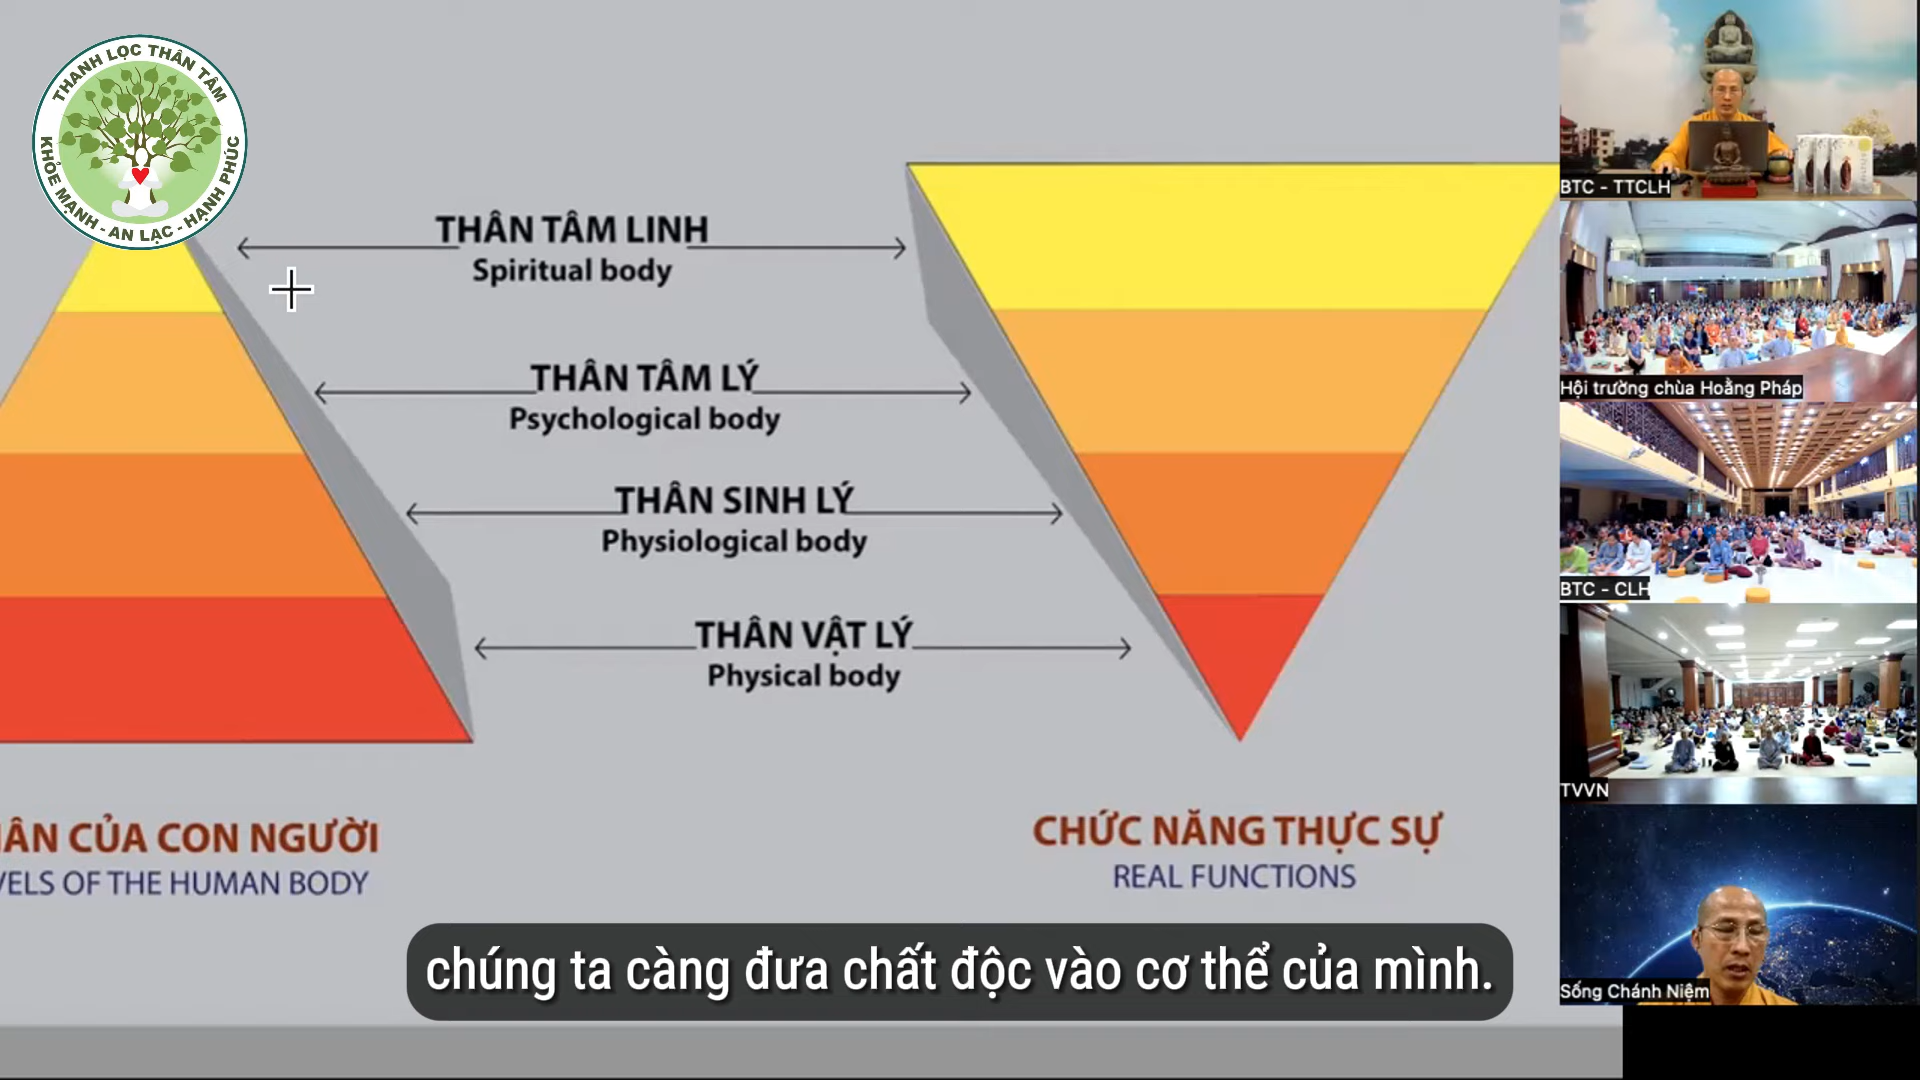 THANH LỌC THÂN TÂM
KHỎE MẠNH - AN LẠC - HẠNH PHÚC
THÂN TÂM LINH
Spiritual body
THÂN TÂM LÝ
Psychological body
THÂN SINH LÝ
Physiological body
THÂN VẬT LÝ
Physical body
ÂN CỦA CON NGƯỜI
VELS OF THE HUMAN BODY
CHỨC NĂNG THỰC SỰ
REAL FUNCTIONS
chúng ta càng đưa chất độc vào cơ thể của mình.
BTC - TTCLH
Hội trường chùa Hoằng Pháp
BTC - CLH
TVVN
Sống Chánh Niệm